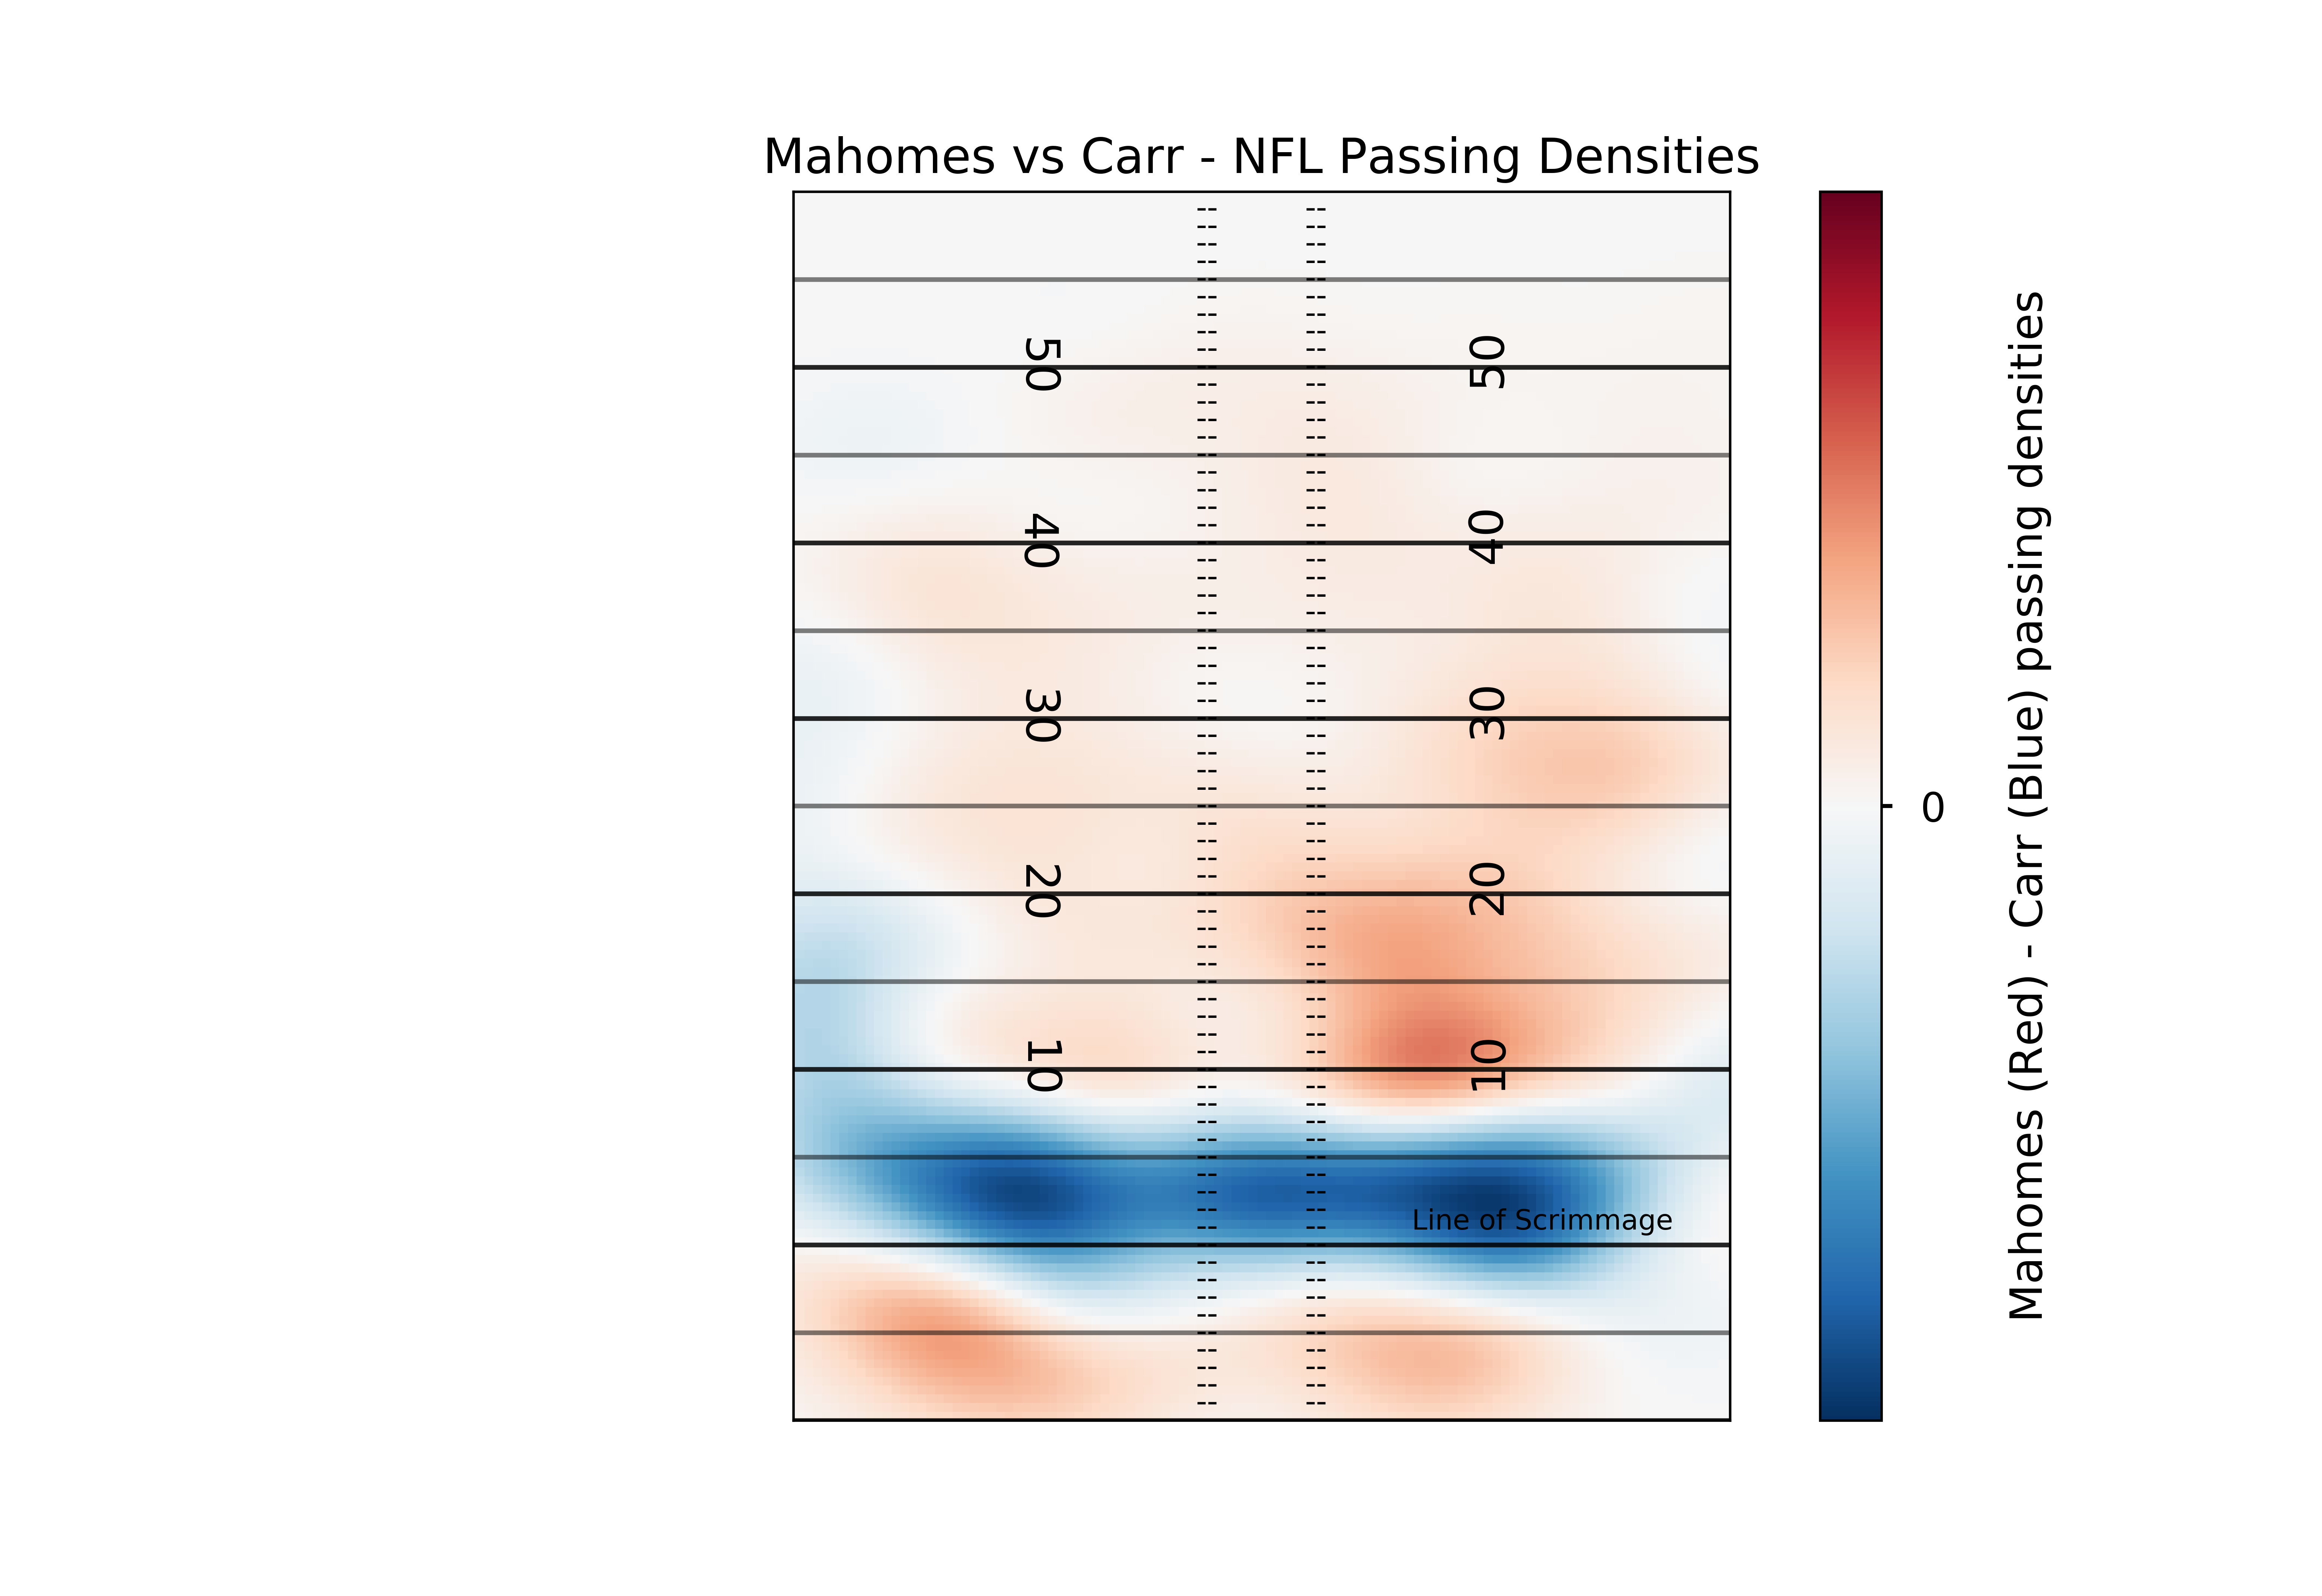 Mahomes vs Carr - NFL Passing Densities
50 50
40 40
30 30
20 20
10 10
Line of Scrimmage
0
Mahomes (Red) - Carr (Blue) passing densities